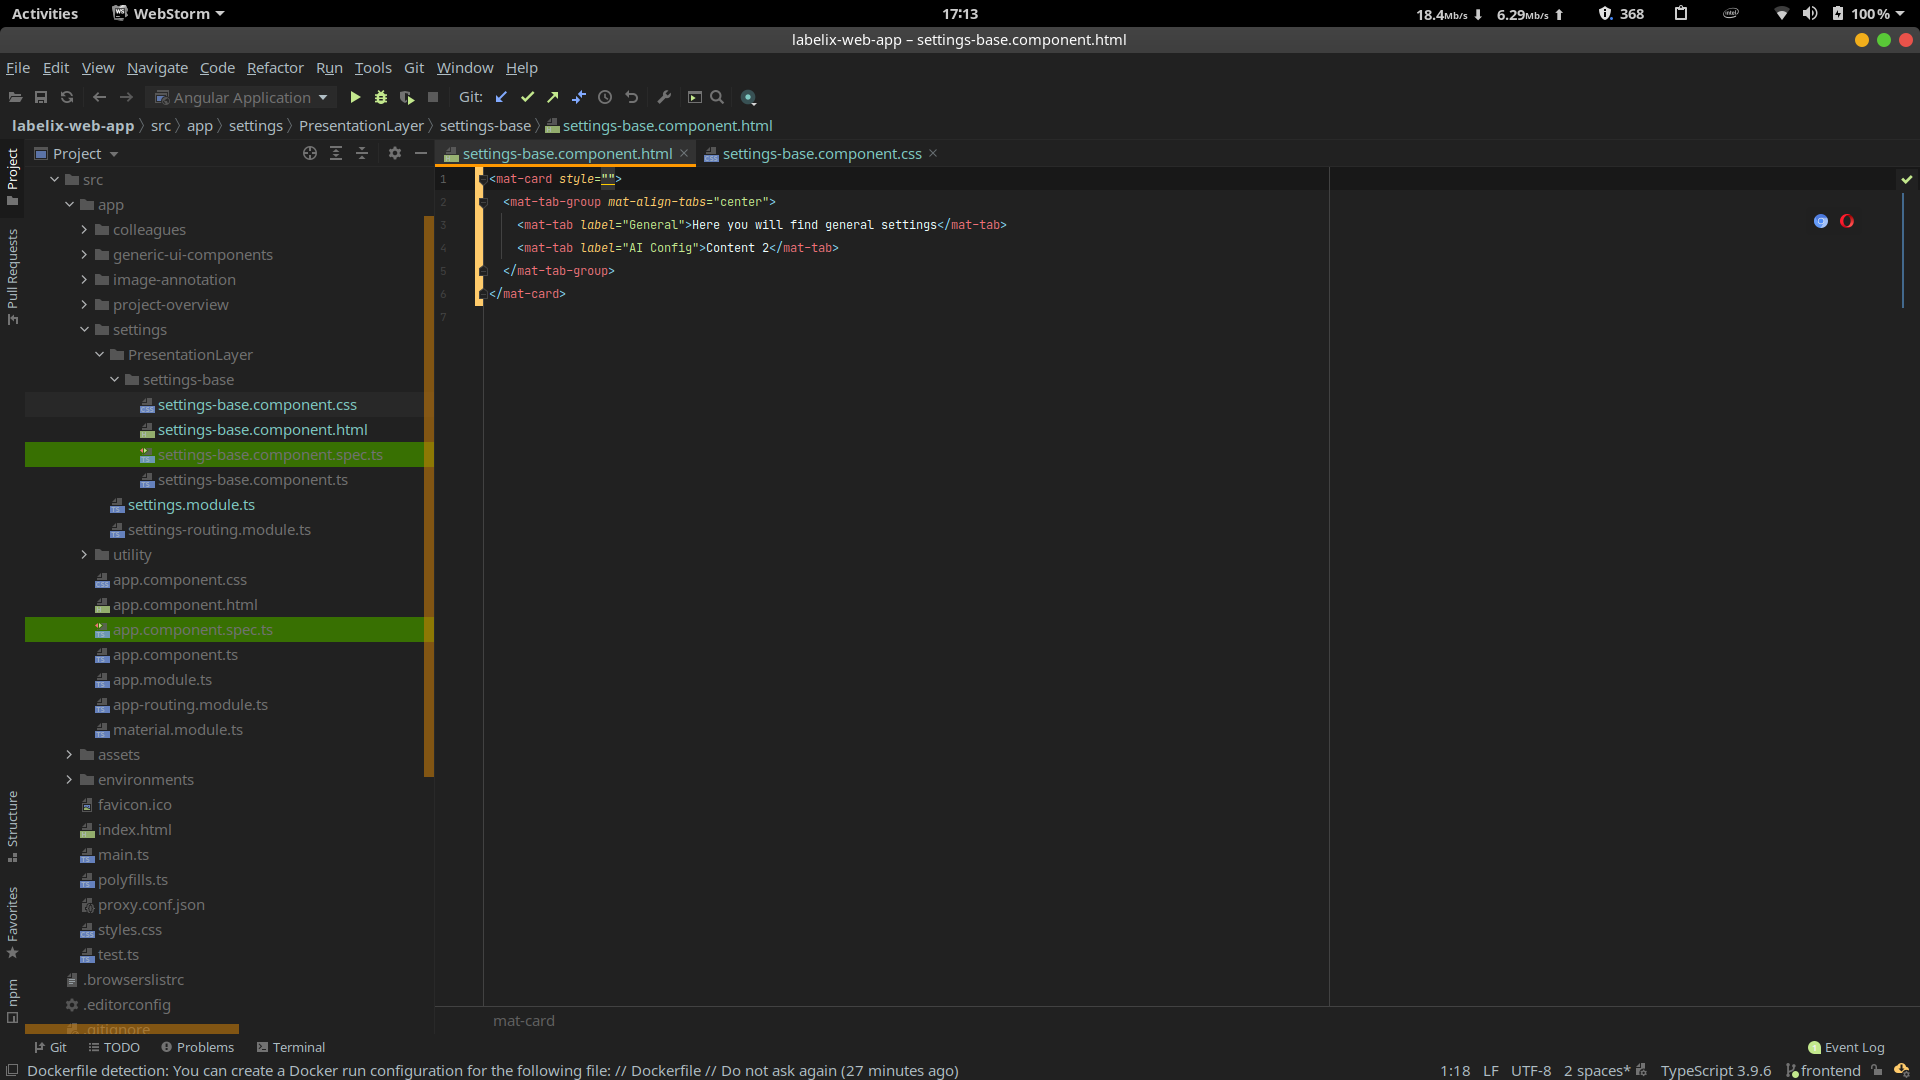 Activities
WebStorm
17:13
18.4Mb/s
6.29Mb/s
368
100%
labelix-web-app – settings-base.component.html
File Edit View Navigate Code Refactor Run Tools Git Window Help
Angular Application
Git:
labelix-web-app
src
app
settings
PresentationLayer
settings-base
settings-base.component.html
Project
settings-base.component.html
settings-base.component.css
Project
Pull Requests
Structure
Favorites
npm
src
app
colleagues
generic-ui-components
image-annotation
project-overview
settings
PresentationLayer
settings-base
settings-base.component.css
settings-base.component.html
settings-base.component.spec.ts
settings-base.component.ts
settings.module.ts
settings-routing.module.ts
utility
app.component.css
app.component.html
app.component.spec.ts
app.component.ts
app.module.ts
app-routing.module.ts
material.module.ts
assets
environments
favicon.ico
index.html
main.ts
polyfills.ts
proxy.conf.json
styles.css
test.ts
.browserslistrc
.editorconfig
.gitignore
1 <mat-card style="">
2 <mat-tab-group mat-align-tabs="center">
3 <mat-tab label="General">Here you will find general settings</mat-tab>
4 <mat-tab label="AI Config">Content 2</mat-tab>
5 </mat-tab-group>
6 </mat-card>
7
mat-card
Git
TODO
Problems
Terminal
Event Log
Dockerfile detection: You can create a Docker run configuration for the following file: // Dockerfile // Do not ask again (27 minutes ago)
1:18 LF UTF-8 2 spaces* TypeScript 3.9.6 frontend